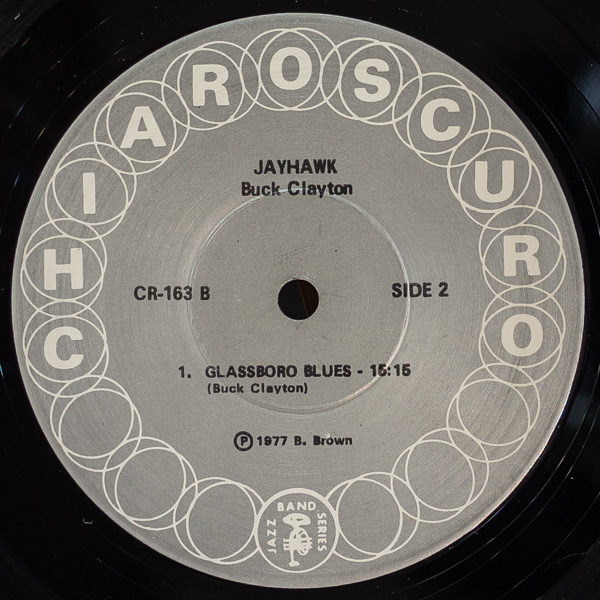 CHIAROSCURO
JAYHAWK
Buck Clayton
CR-163 B
SIDE 2
1. GLASSBORO BLUES - 15:15
(Buck Clayton)
Ⓟ 1977 B. Brown
JAZZ BAND SERIES